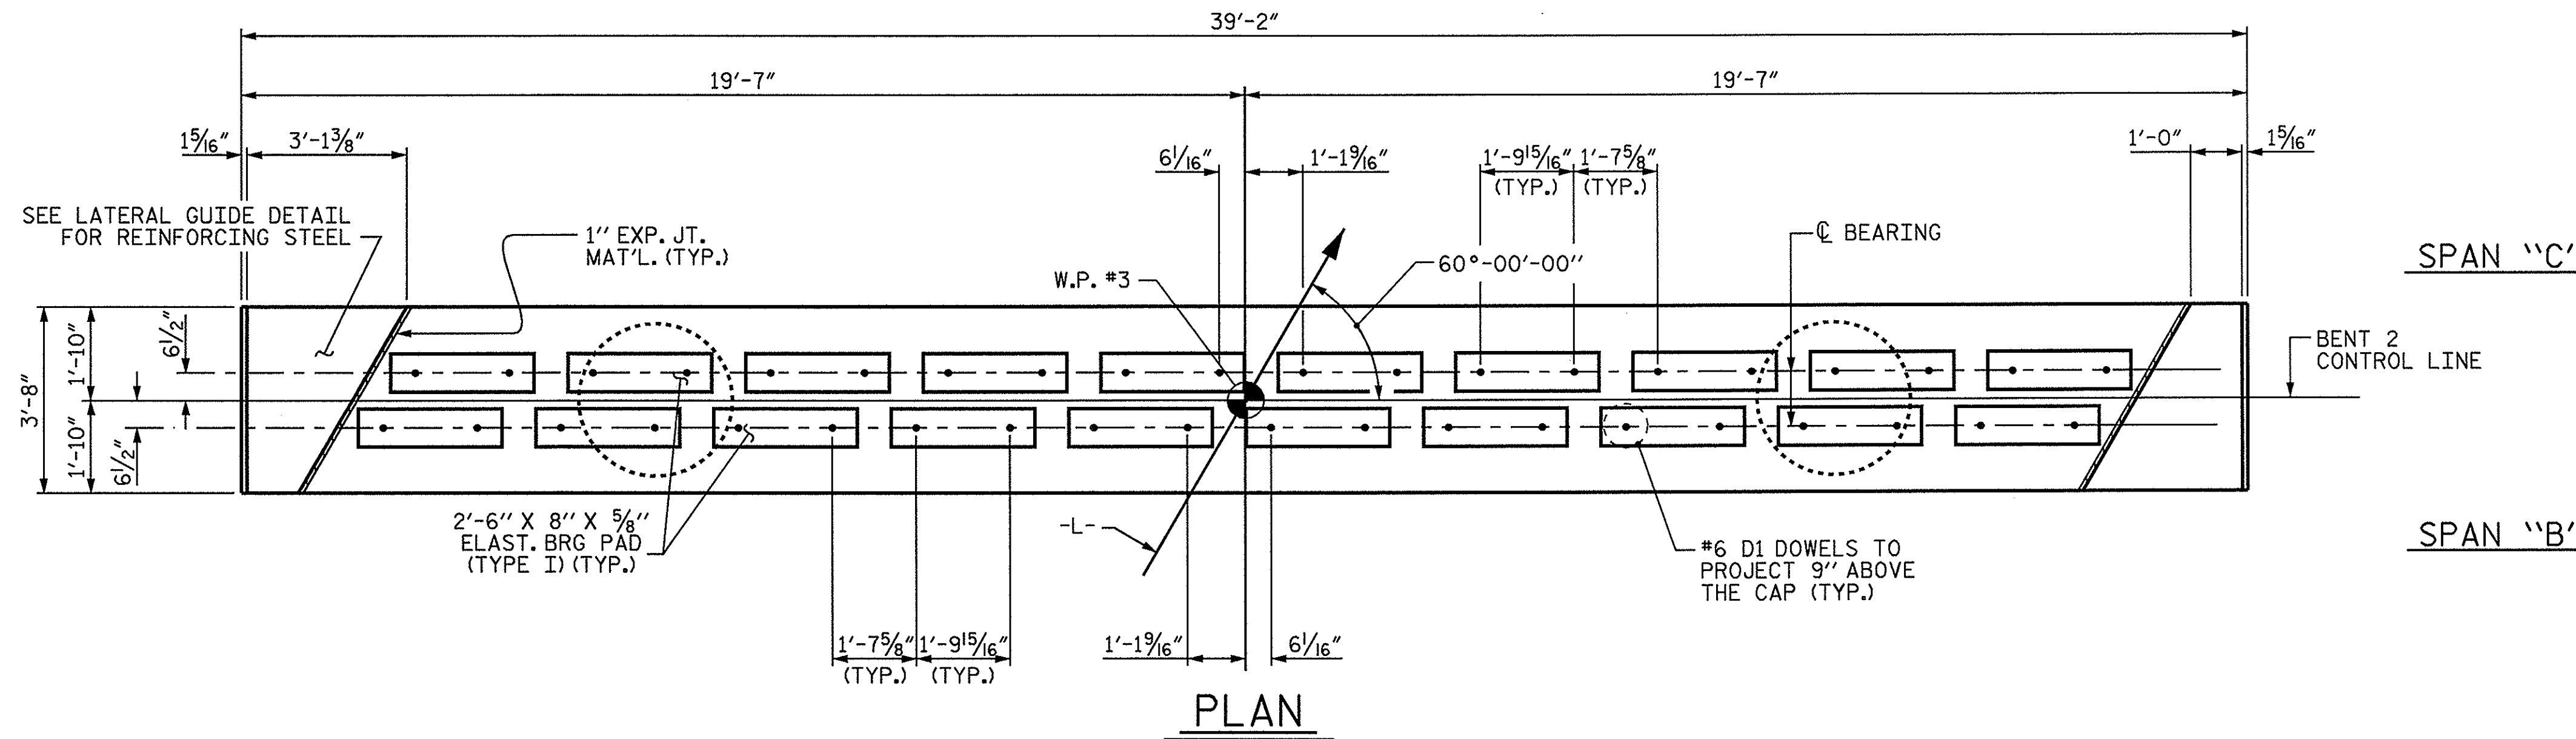 39'-2"
19'-7"
19'-7"
1 5/16"
3'-1 3/8"
6 1/16"
1'-1 9/16"
1'-9 15/16"
(TYP.)
1'-7 5/8"
(TYP.)
1'-0"
1 5/16"
SEE LATERAL GUIDE DETAIL
FOR REINFORCING STEEL
1" EXP. JT.
MAT'L. (TYP.)
W.P. #3
60°-00'-00"
℄ BEARING
SPAN "C"
3'-8"
1'-10"
1'-10"
6 1/2"
6 1/2"
BENT 2
CONTROL LINE
2'-6" X 8" X 5/8"
ELAST. BRG PAD
(TYPE I) (TYP.)
-L-
#6 D1 DOWELS TO
PROJECT 9" ABOVE
THE CAP (TYP.)
SPAN "B"
1'-7 5/8"
(TYP.)
1'-9 15/16"
(TYP.)
1'-1 9/16"
6 1/16"
PLAN